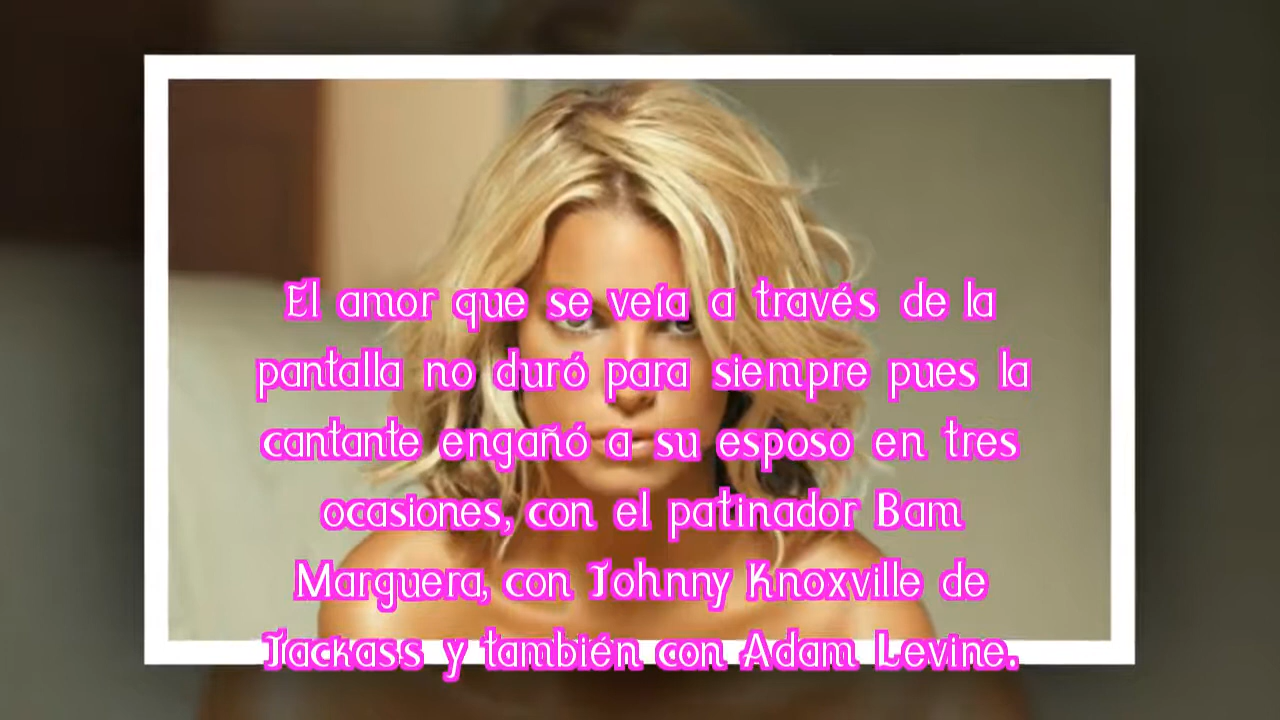 El amor que se veía a través de la
pantalla no duró para siempre pues la
cantante engañó a su esposo en tres
ocasiones, con el patinador Bam
Marguera, con Johnny Knoxville de
Jackass y también con Adam Levine.